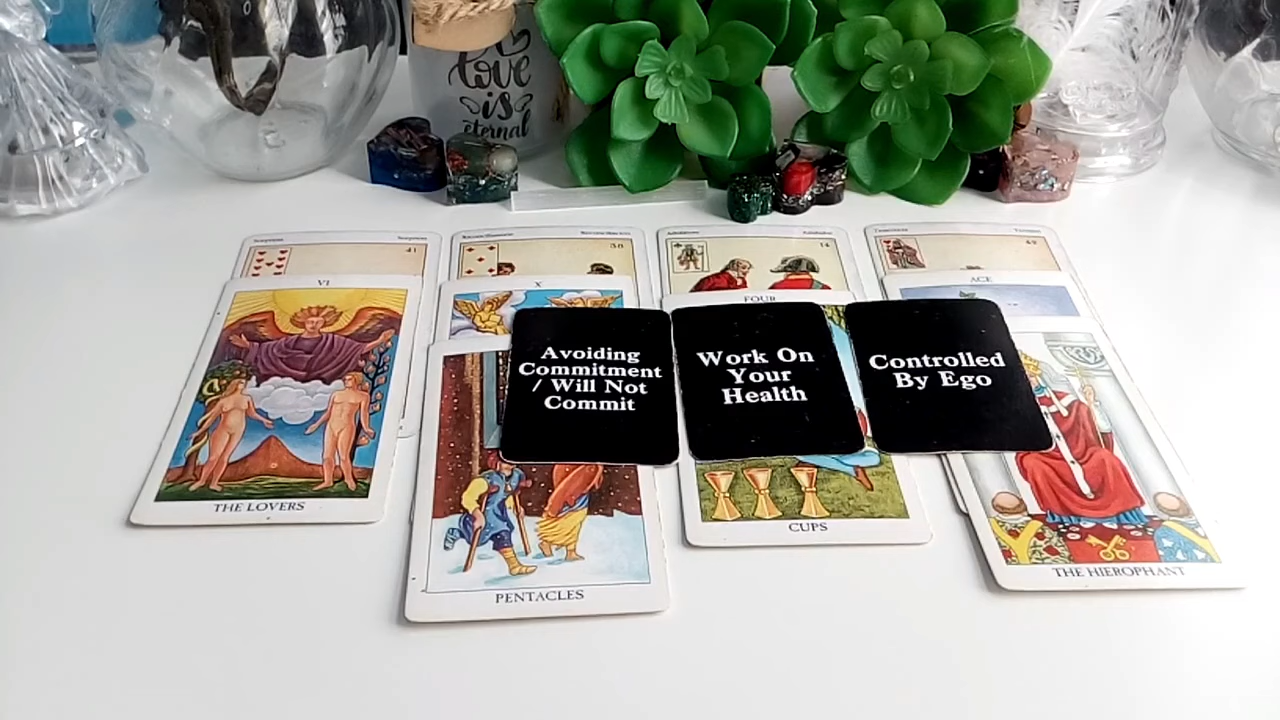 love
is
eternal
41
38
14
49
VI
X
FOUR
ACE
Avoiding
Commitment
/ Will Not
Commit
Work On
Your
Health
Controlled
By Ego
THE LOVERS
PENTACLES
CUPS
THE HIEROPHANT